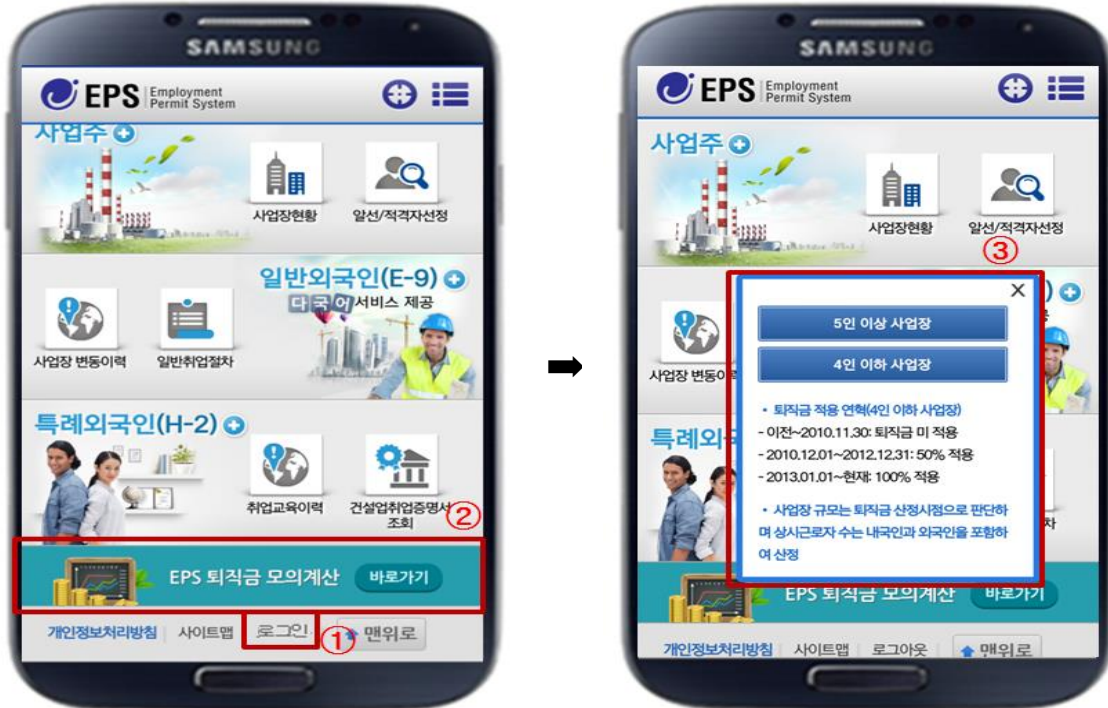 SAMSUNG
EPS Employment
Permit System
사업주
사업장현황
알선/적격자선정
일반외국인(E-9)
다국어서비스 제공
사업장 변동이력
일반취업절차
특례외국인(H-2)
취업교육이력
건설업취업증명서
조회
②
EPS 퇴직금 모의계산
바로가기
개인정보처리방침
사이트맵
로그인
①
맨위로
SAMSUNG
EPS Employment
Permit System
사업주
사업장현황
알선/적격자선정
③
)
X
5인 이상 사업장
4인 이하 사업장
사업장 변동이
• 퇴직금 적용 연혁(4인 이하 사업장)
- 이전~2010.11.30: 퇴직금 미 적용
- 2010.12.01~2012.12.31: 50% 적용
- 2013.01.01~현재: 100% 적용
• 사업장 규모는 퇴직금 산정시점으로 판단하
며 상시근로자 수는 내국인과 외국인을 포함하
여 산정
특례외
차
EPS 퇴직금 모의계산
바로가기
개인정보처리방침
사이트맵
로그아웃
맨위로